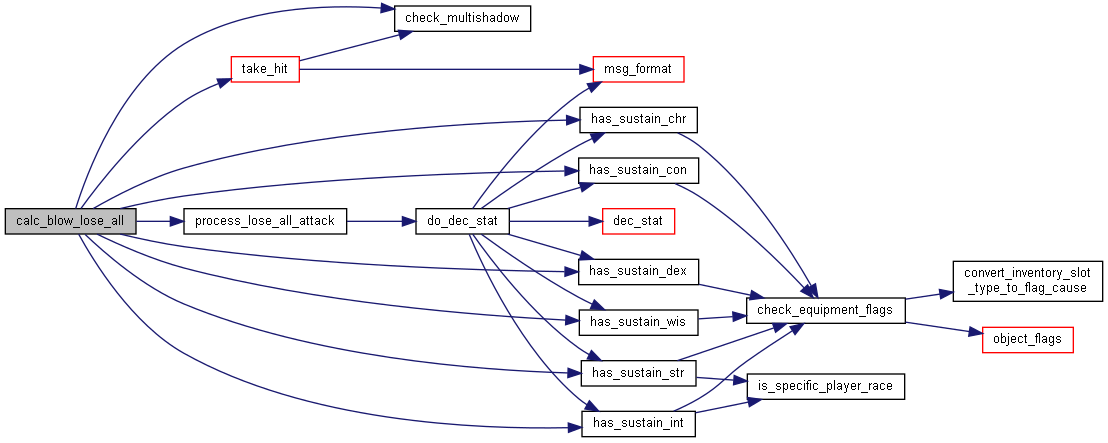 check_multishadow
take_hit
msg_format
has_sustain_chr
has_sustain_con
calc_blow_lose_all
process_lose_all_attack
do_dec_stat
dec_stat
has_sustain_dex
convert_inventory_slot
_type_to_flag_cause
check_equipment_flags
has_sustain_wis
object_flags
has_sustain_str
is_specific_player_race
has_sustain_int